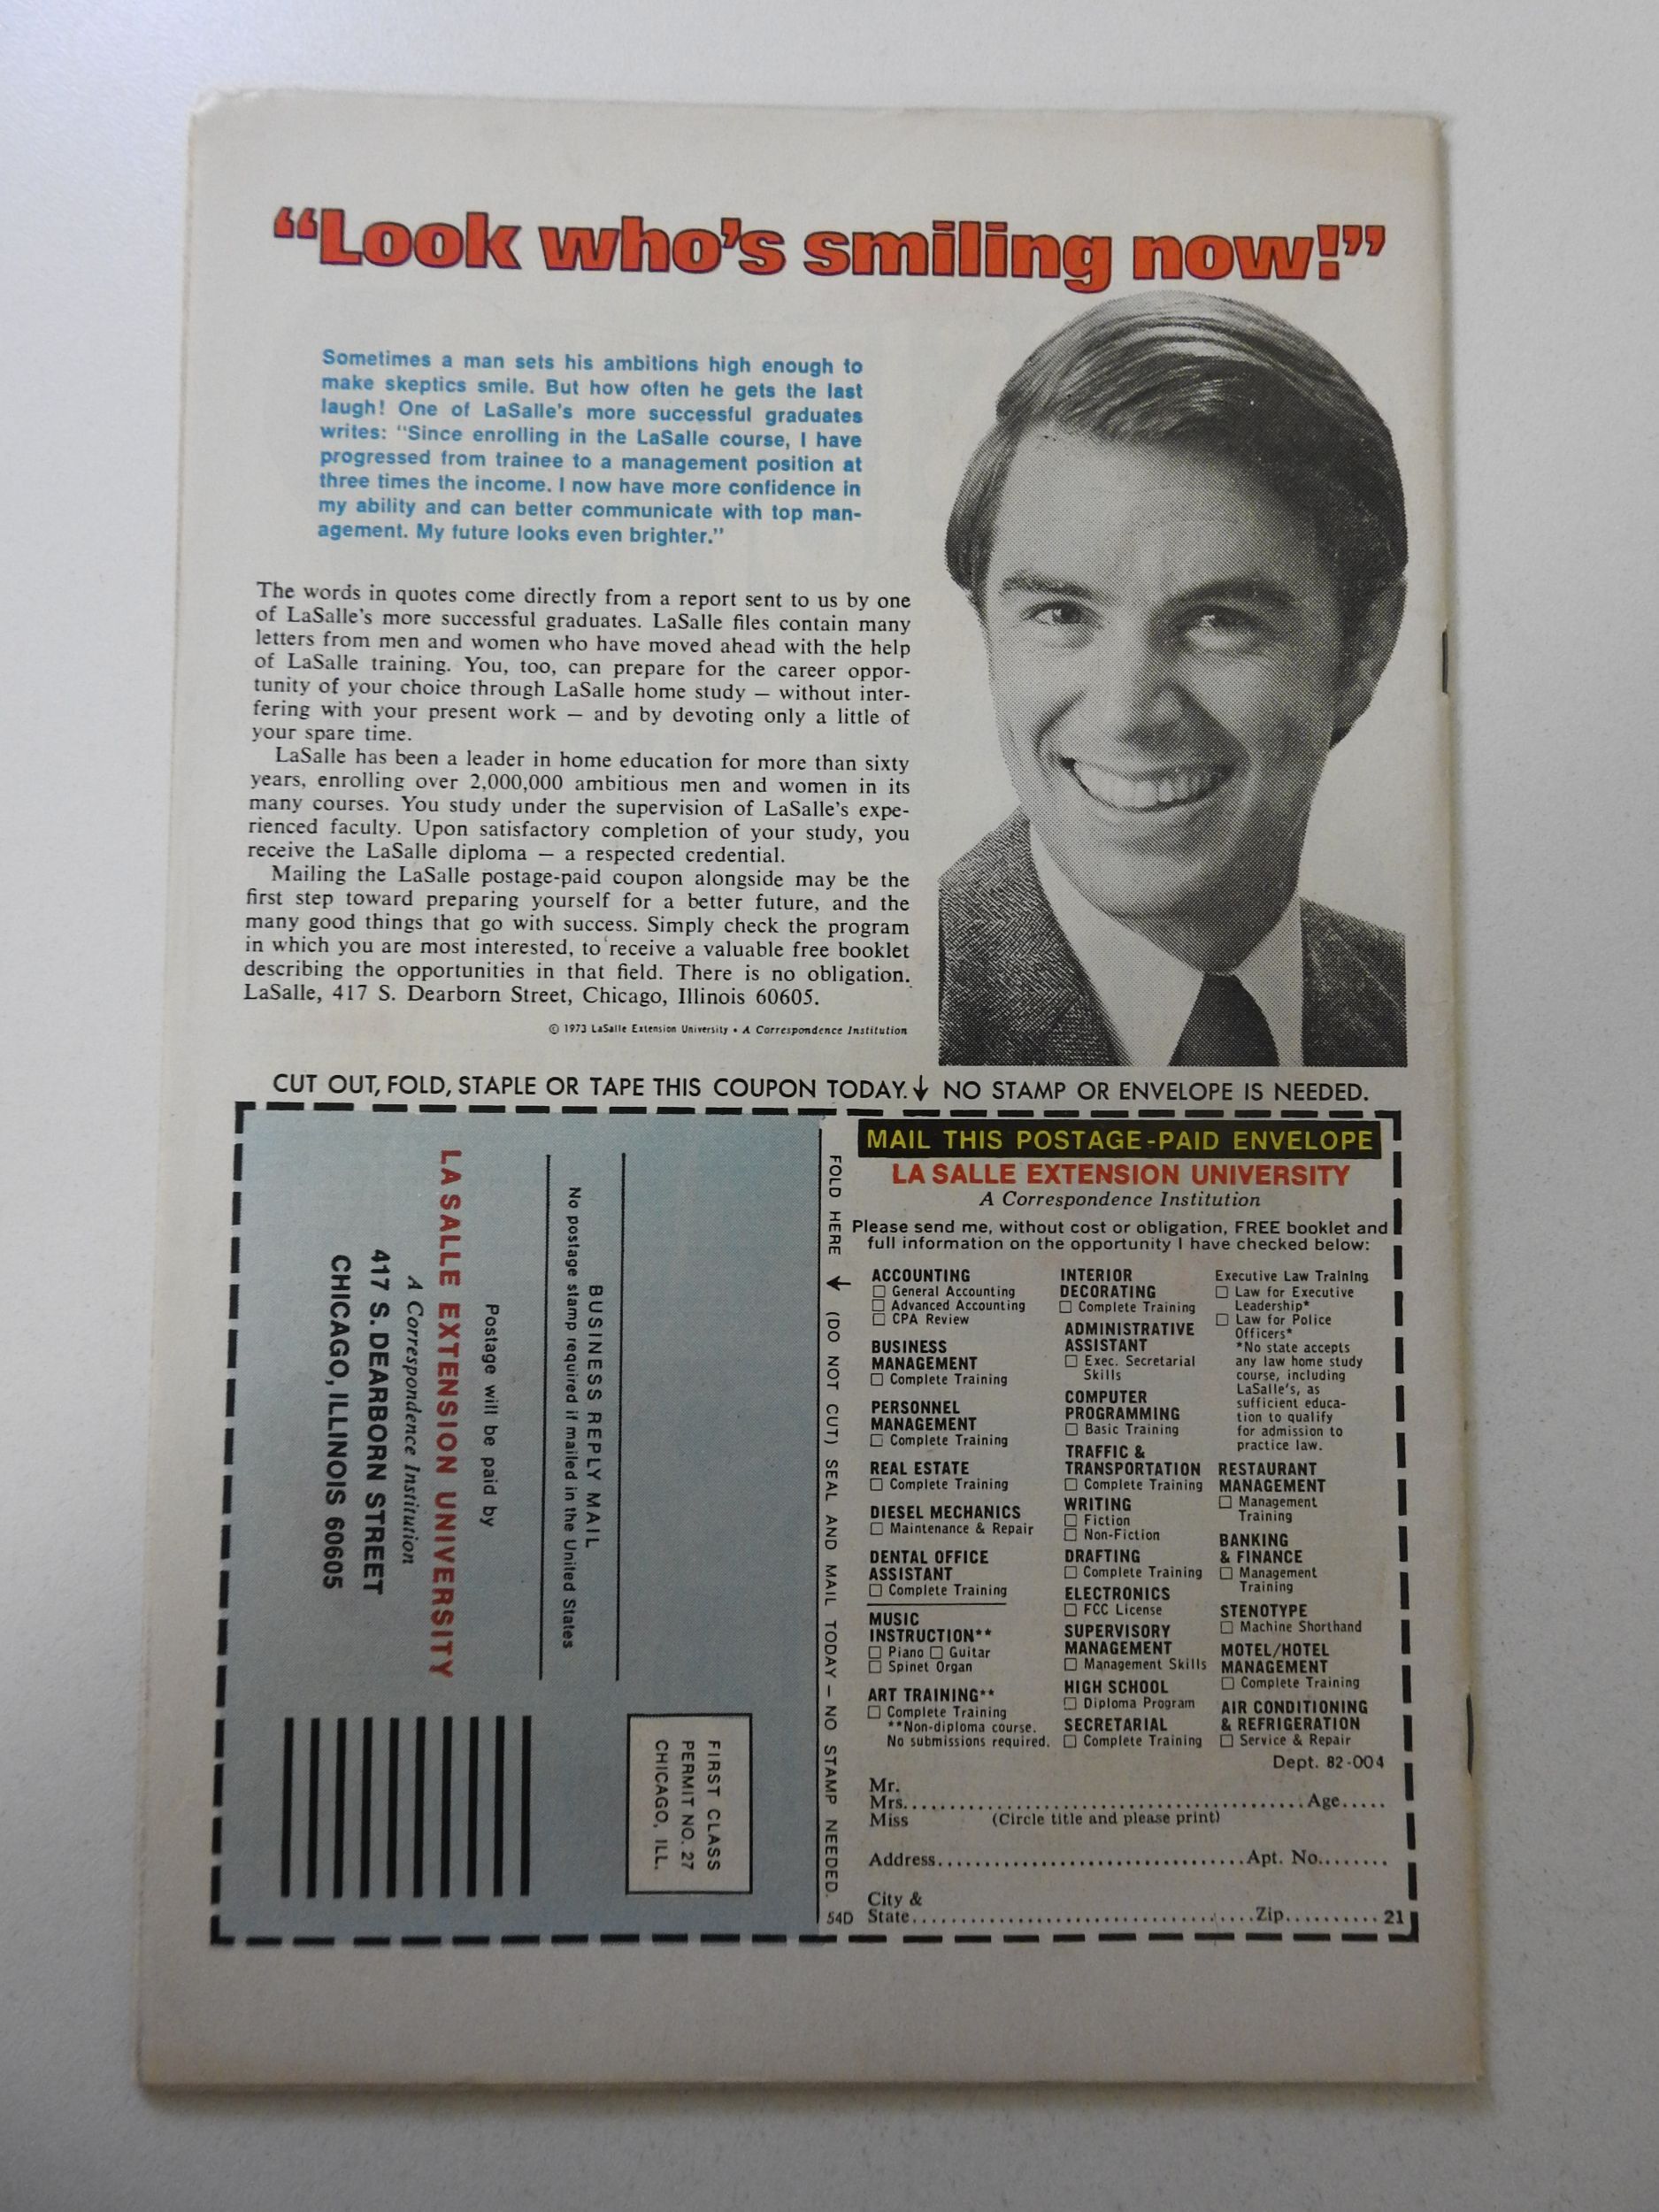 “Look who’s smiling now!”
Sometimes a man sets his ambitions high enough to
make skeptics smile. But how often he gets the last
laugh! One of LaSalle’s more successful graduates
writes: “Since enrolling in the LaSalle course, I have
progressed from trainee to a management position at
three times the income. I now have more confidence in
my ability and can better communicate with top man-
agement. My future looks even brighter.”
The words in quotes come directly from a report sent to us by one
of LaSalle’s more successful graduates. LaSalle files contain many
letters from men and women who have moved ahead with the help
of LaSalle training. You, too, can prepare for the career oppor-
tunity of your choice through LaSalle home study — without inter-
fering with your present work — and by devoting only a little of
your spare time.
LaSalle has been a leader in home education for more than sixty
years, enrolling over 2,000,000 ambitious men and women in its
many courses. You study under the supervision of LaSalle’s expe-
rienced faculty. Upon satisfactory completion of your study, you
receive the LaSalle diploma — a respected credential.
Mailing the LaSalle postage-paid coupon alongside may be the
first step toward preparing yourself for a better future, and the
many good things that go with success. Simply check the program
in which you are most interested, to receive a valuable free booklet
describing the opportunities in that field. There is no obligation.
LaSalle, 417 S. Dearborn Street, Chicago, Illinois 60605.
© 1973 LaSalle Extension University • A Correspondence Institution
CUT OUT, FOLD, STAPLE OR TAPE THIS COUPON TODAY.↓ NO STAMP OR ENVELOPE IS NEEDED.
FIRST CLASS
PERMIT NO. 27
CHICAGO, ILL.
BUSINESS REPLY MAIL
No postage stamp required if mailed in the United States
Postage will be paid by
LA SALLE EXTENSION UNIVERSITY
A Correspondence Institution
417 S. DEARBORN STREET
CHICAGO, ILLINOIS 60605
FOLD HERE ↓ (DO NOT CUT) SEAL AND MAIL TODAY — NO STAMP NEEDED.
54D
MAIL THIS POSTAGE-PAID ENVELOPE
LA SALLE EXTENSION UNIVERSITY
A Correspondence Institution
Please send me, without cost or obligation, FREE booklet and
full information on the opportunity I have checked below:
ACCOUNTING
☐ General Accounting
☐ Advanced Accounting
☐ CPA Review
BUSINESS
MANAGEMENT
☐ Complete Training
PERSONNEL
MANAGEMENT
☐ Complete Training
REAL ESTATE
☐ Complete Training
DIESEL MECHANICS
☐ Maintenance & Repair
DENTAL OFFICE
ASSISTANT
☐ Complete Training
MUSIC
INSTRUCTION**
☐ Piano ☐ Guitar
☐ Spinet Organ
ART TRAINING**
☐ Complete Training
**Non-diploma course.
No submissions required.
INTERIOR
DECORATING
☐ Complete Training
ADMINISTRATIVE
ASSISTANT
☐ Exec. Secretarial
Skills
COMPUTER
PROGRAMMING
☐ Basic Training
TRAFFIC &
TRANSPORTATION
☐ Complete Training
WRITING
☐ Fiction
☐ Non-Fiction
DRAFTING
☐ Complete Training
ELECTRONICS
☐ FCC License
SUPERVISORY
MANAGEMENT
☐ Management Skills
HIGH SCHOOL
☐ Diploma Program
SECRETARIAL
☐ Complete Training
Executive Law Training
☐ Law for Executive
Leadership*
☐ Law for Police
Officers*
*No state accepts
any law home study
course, including
LaSalle’s, as
sufficient educa-
tion to qualify
for admission to
practice law.
RESTAURANT
MANAGEMENT
☐ Management
Training
BANKING
& FINANCE
☐ Management
Training
STENOTYPE
☐ Machine Shorthand
MOTEL/HOTEL
MANAGEMENT
☐ Complete Training
AIR CONDITIONING
& REFRIGERATION
☐ Service & Repair
Dept. 82-004
Mr.
Mrs..........................................Age.....
Miss (Circle title and please print)
Address.................................Apt. No........
City &
State....................................Zip.......... 21